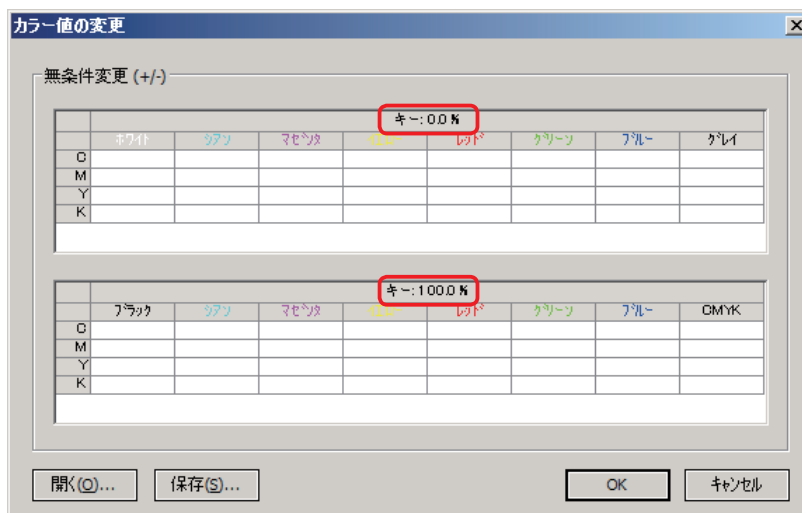 カラー値の変更
無条件変更 (+/-)
キー: 0.0 %
ホワイト シアン マゼンタ イエロー レッド グリーン ブルー グレイ
C
M
Y
K
キー: 100.0 %
ブラック シアン マゼンタ イエロー レッド グリーン ブルー CMYK
C
M
Y
K
開く(O)... 保存(S)... OK キャンセル